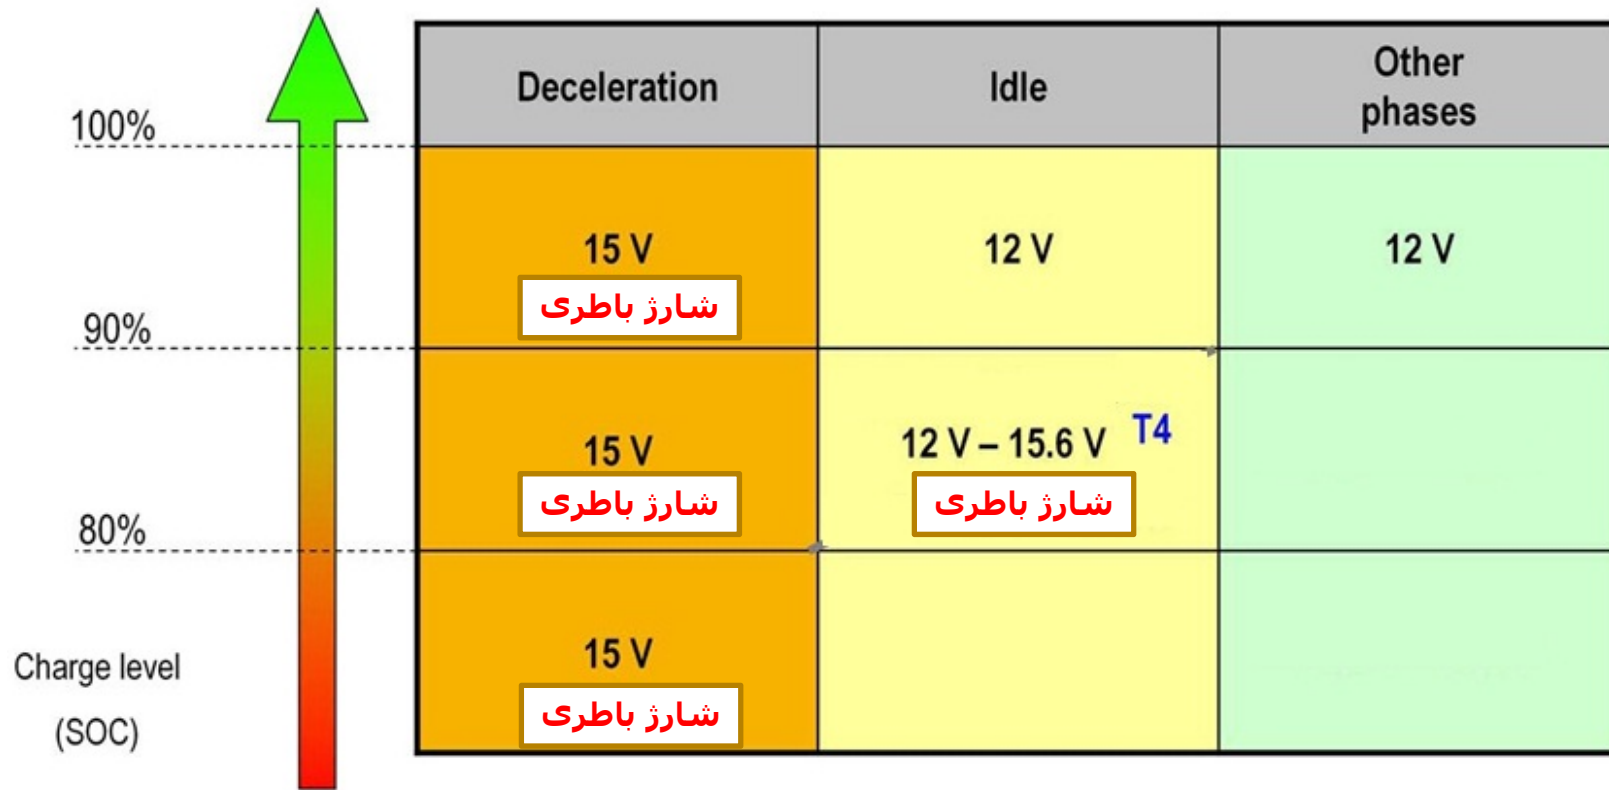 Deceleration
Idle
Other
phases
100%
15 V
12 V
12 V
شارژ باطری
90%
15 V
12 V – 15.6 V T4
شارژ باطری
شارژ باطری
80%
15 V
شارژ باطری
Charge level
(SOC)